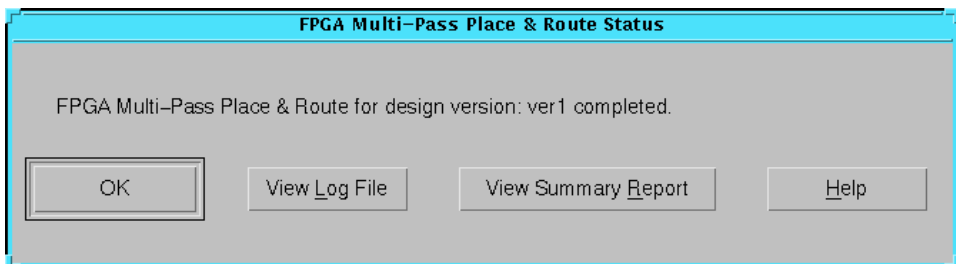 FPGA Multi–Pass Place & Route Status
FPGA Multi–Pass Place & Route for design version: ver1 completed.
OK View Log File View Summary Report Help